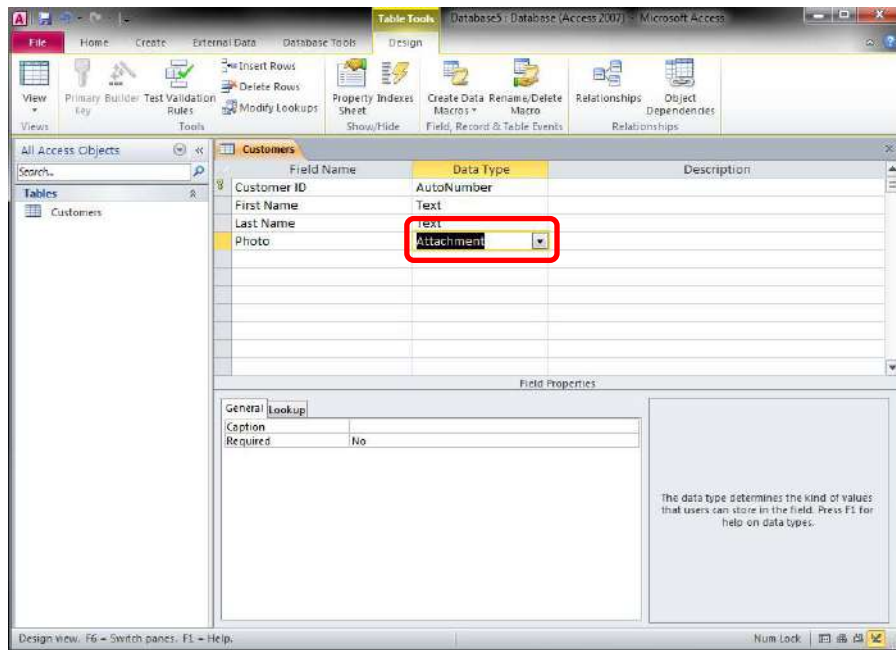 Table Tools Database5 : Database (Access 2007) - Microsoft Access
File Home Create External Data Database Tools Design
View Primary Key Builder Test Validation Rules Insert Rows Delete Rows Modify Lookups Property Sheet Indexes Create Data Macros Rename/Delete Macro Relationships Object Dependencies
Views Tools Show/Hide Field, Record & Table Events Relationships
All Access Objects
Search..
Tables
Customers
Customers
Field Name Data Type Description
Customer ID AutoNumber
First Name Text
Last Name Text
Photo Attachment
Field Properties
General Lookup
Caption
Required No
The data type determines the kind of values
that users can store in the field. Press F1 for
help on data types.
Design view. F6 = Switch panes. F1 = Help. Num Lock